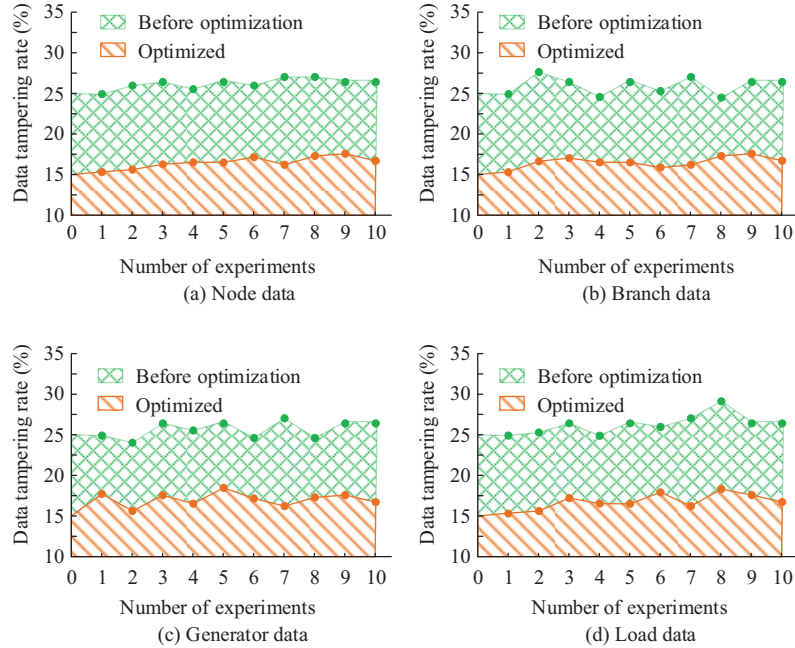 Data tampering rate (%)
35
30
25
20
15
10
Before optimization
Optimized
0 1 2 3 4 5 6 7 8 9 10
Number of experiments
(a) Node data
Data tampering rate (%)
35
30
25
20
15
10
Before optimization
Optimized
0 1 2 3 4 5 6 7 8 9 10
Number of experiments
(b) Branch data
Data tampering rate (%)
35
30
25
20
15
10
Before optimization
Optimized
0 1 2 3 4 5 6 7 8 9 10
Number of experiments
(c) Generator data
Data tampering rate (%)
35
30
25
20
15
10
Before optimization
Optimized
0 1 2 3 4 5 6 7 8 9 10
Number of experiments
(d) Load data